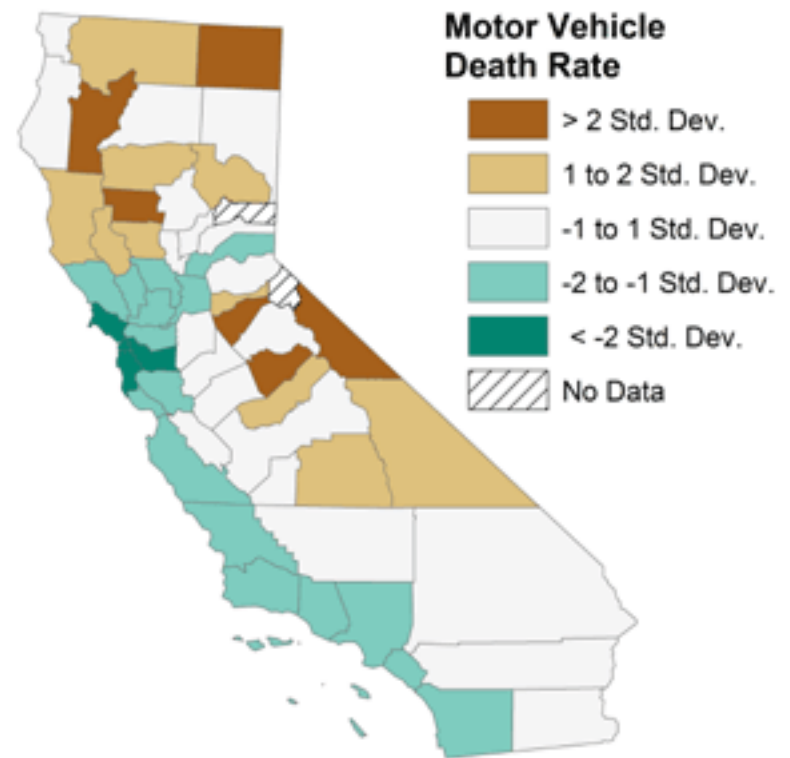 Motor Vehicle
Death Rate
> 2 Std. Dev.
1 to 2 Std. Dev.
-1 to 1 Std. Dev.
-2 to -1 Std. Dev.
< -2 Std. Dev.
No Data